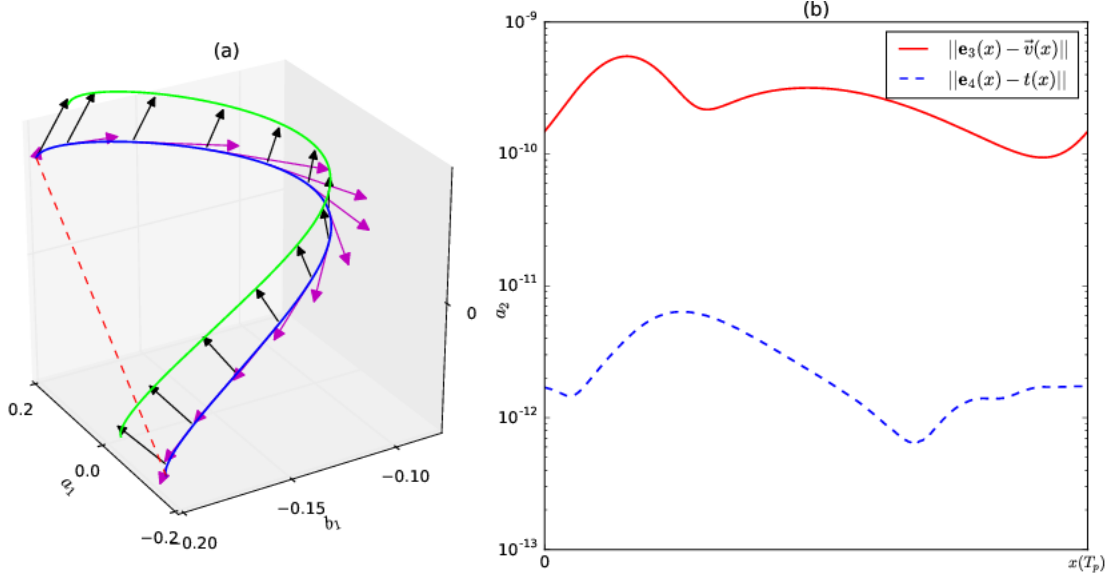 (a)
0.2
0.0
−0.2
a₁
−0.20
−0.15
−0.10
b₁
0
a₂
(b)
10⁻⁹
10⁻¹⁰
10⁻¹¹
10⁻¹²
10⁻¹³
||e₃(x) − v⃗(x)||
||e₄(x) − t(x)||
0
x(Tₚ)